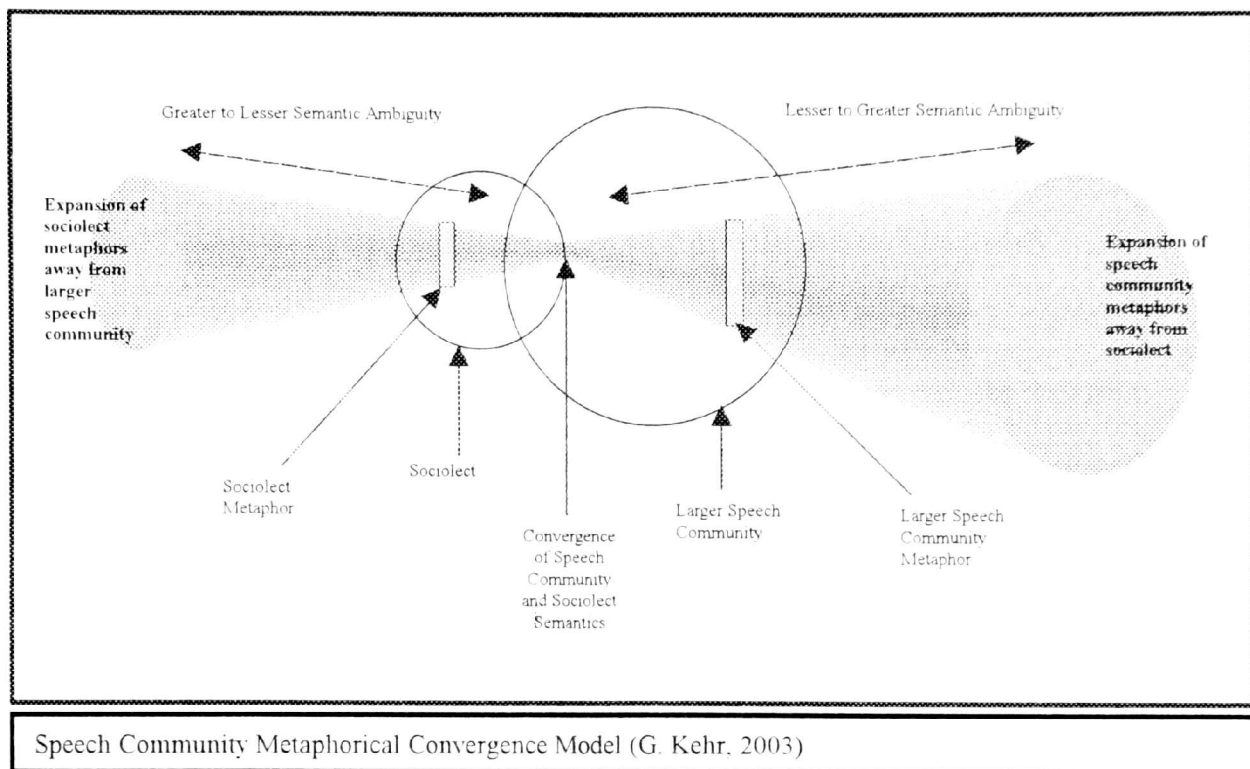 Greater to Lesser Semantic Ambiguity
Lesser to Greater Semantic Ambiguity
Expansion of
sociolect
metaphors
away from
larger
speech
community
Expansion of
speech
community
metaphors
away from
socialect
Sociolect
Metaphor
Sociolect
Convergence
of Speech
Community
and Sociolect
Semantics
Larger Speech
Community
Larger Speech
Community
Metaphor
Speech Community Metaphorical Convergence Model (G. Kehr, 2003)